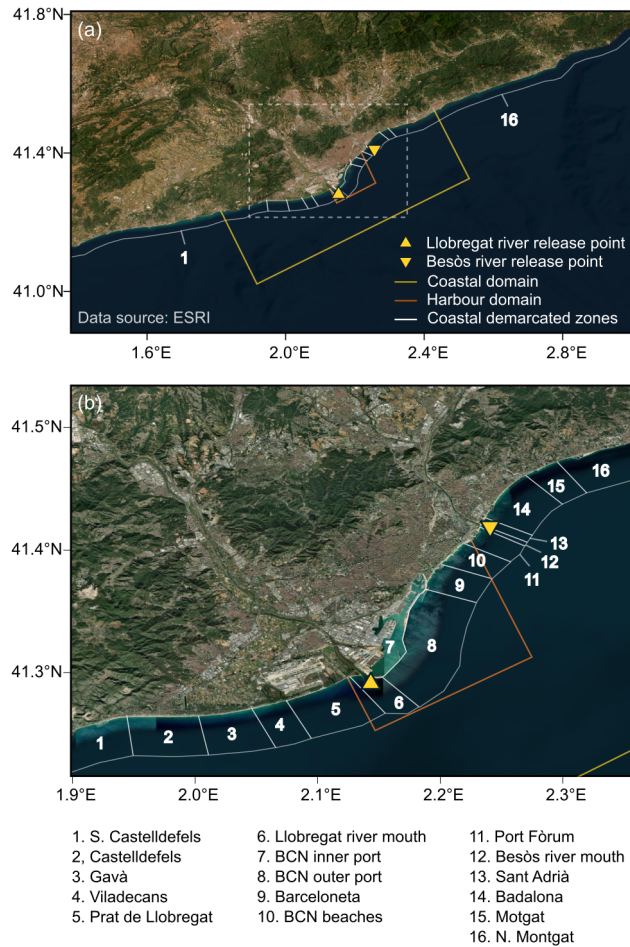 41.8°N
(a)
16
41.4°N
1
Llobregat river release point
Besòs river release point
Coastal domain
Harbour domain
Coastal demarcated zones
41.0°N
Data source: ESRI
1.6°E 2.0°E 2.4°E 2.8°E
(b)
41.5°N
16
15
14
13
12
11
10
9
41.4°N
8
7
41.3°N
6
5
4
3
2
1
1.9°E 2.0°E 2.1°E 2.2°E 2.3°E
1. S. Castelldefels
2, Castelldefels
3. Gavà
4. Viladecans
5. Prat de Llobregat
6. Llobregat river mouth
7. BCN inner port
8. BCN outer port
9. Barceloneta
10. BCN beaches
11. Port Fòrum
12. Besòs river mouth
13. Sant Adrià
14. Badalona
15. Motgat
16. N. Montgat